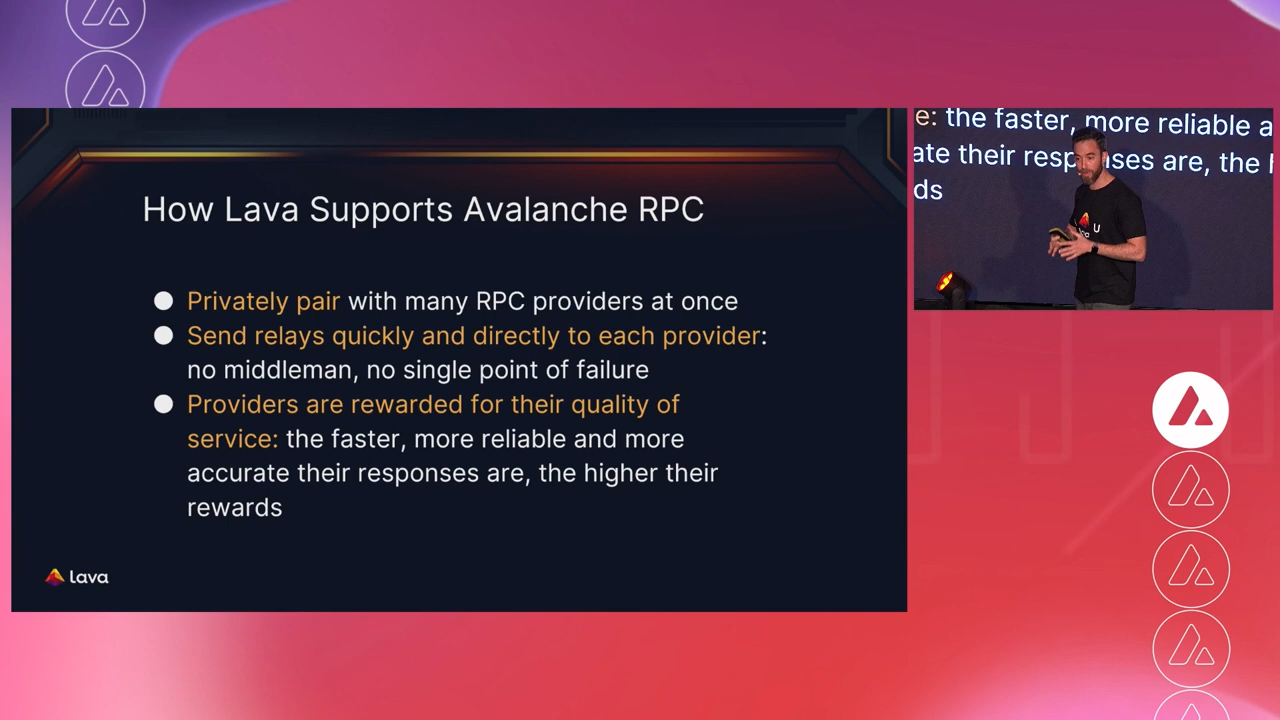 How Lava Supports Avalanche RPC
● Privately pair with many RPC providers at once
● Send relays quickly and directly to each provider:
no middleman, no single point of failure
● Providers are rewarded for their quality of
service: the faster, more reliable and more
accurate their responses are, the higher their
rewards
Lava
e: the faster, more reliable a
ate their resp ses are, the
ds
U